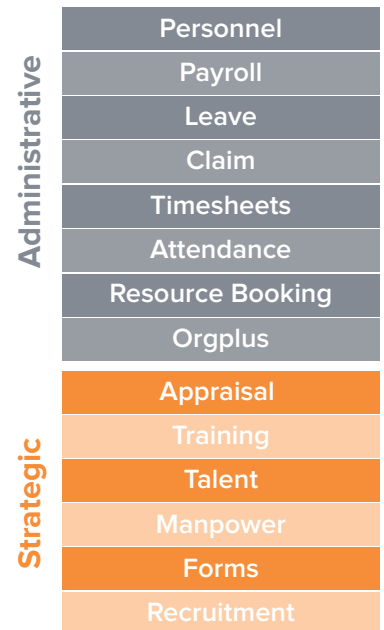 Administrative
Personnel
Payroll
Leave
Claim
Timesheets
Attendance
Resource Booking
Orgplus
Strategic
Appraisal
Training
Talent
Manpower
Forms
Recruitment